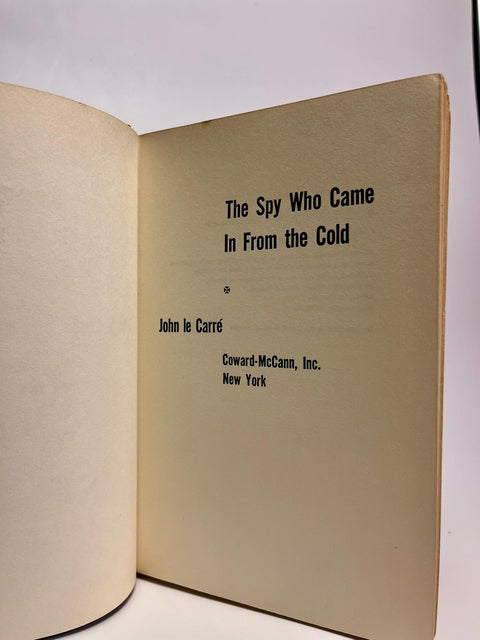 The Spy Who Came
In From the Cold
John le Carré
Coward-McCann, Inc.
New York